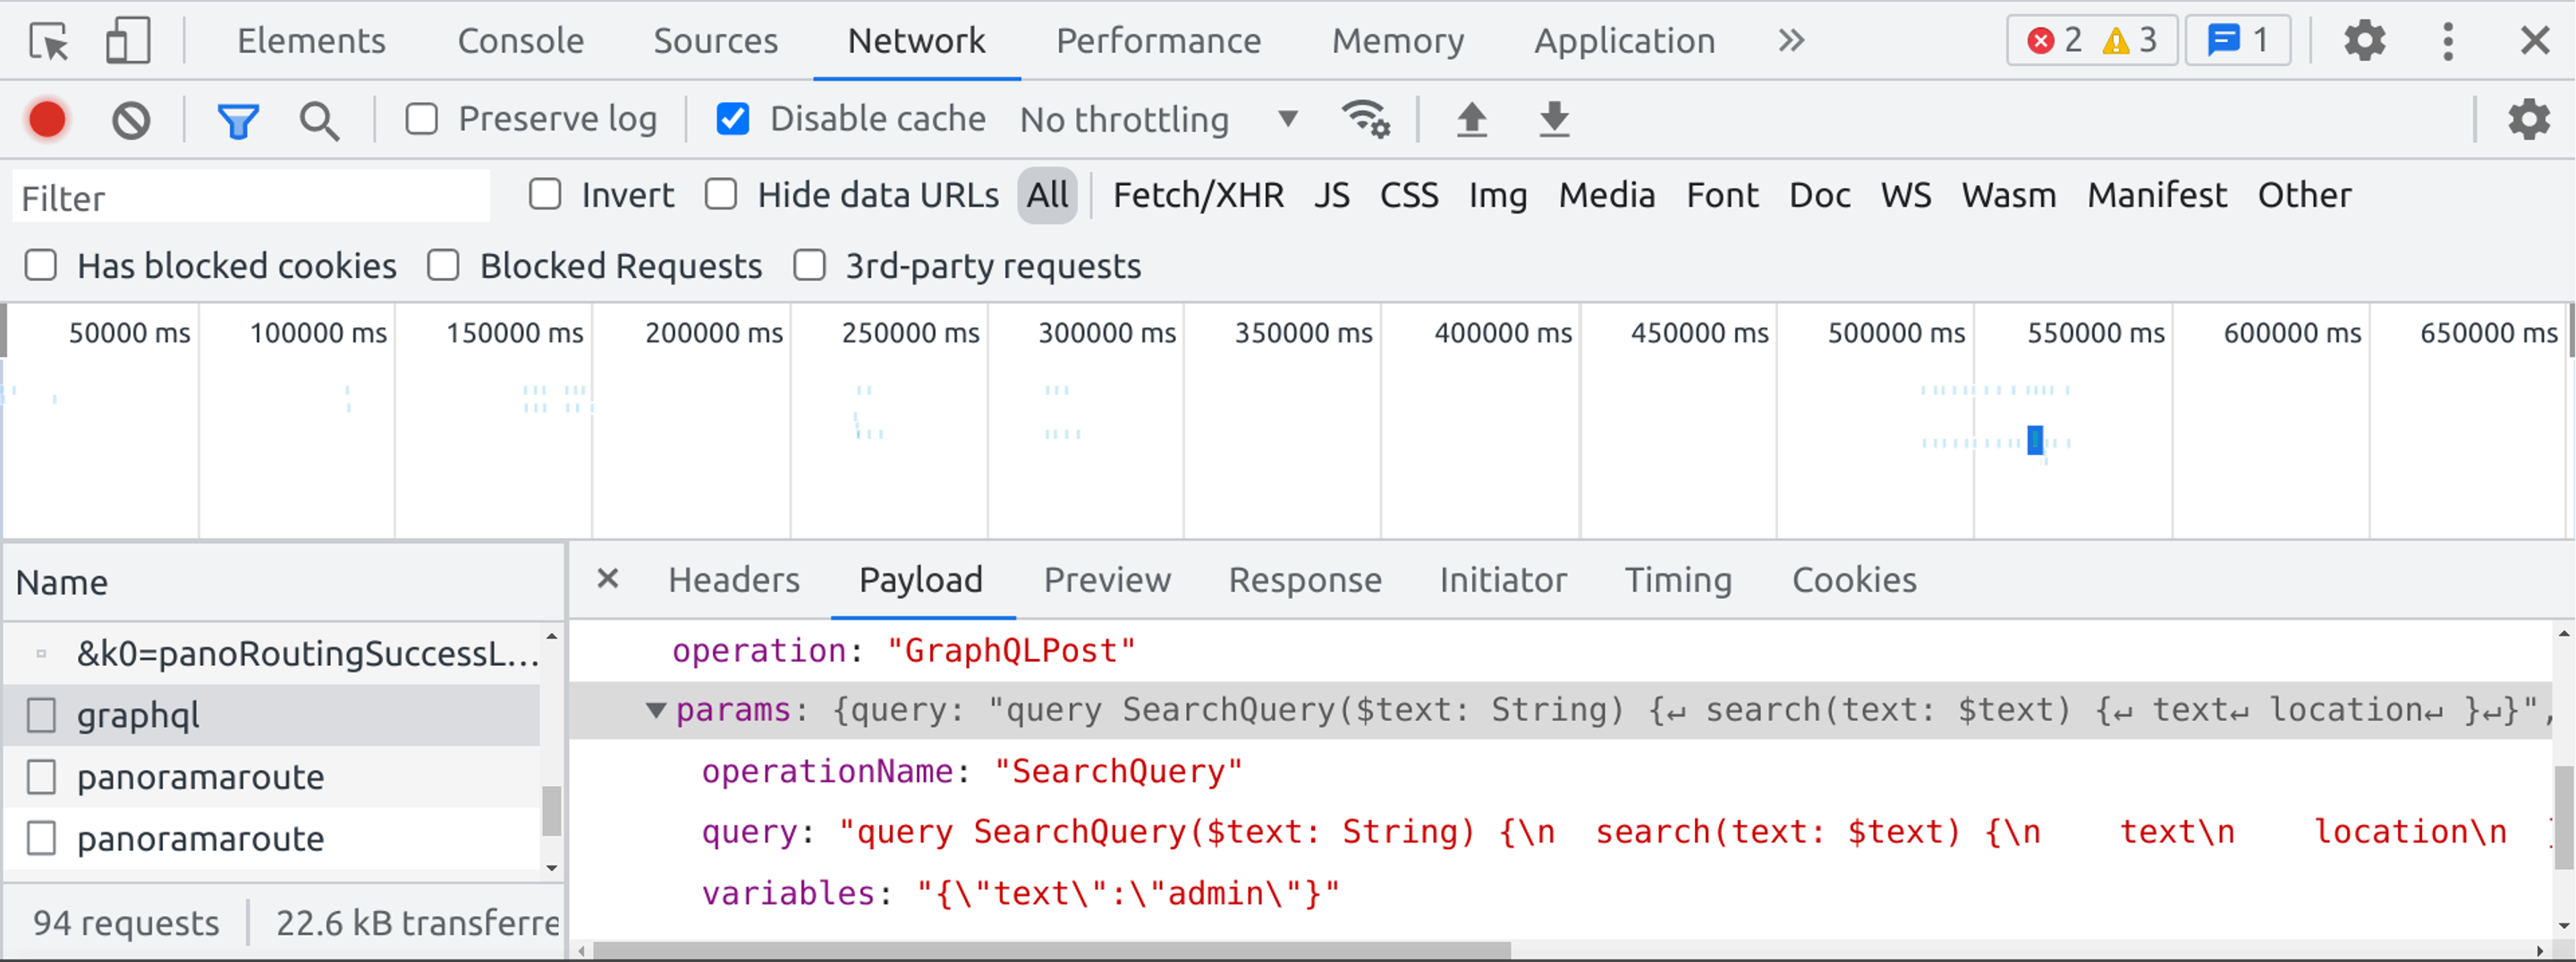 Elements Console Sources Network Performance Memory Application » 2 3 1
Preserve log Disable cache No throttling
Filter Invert Hide data URLs All Fetch/XHR JS CSS Img Media Font Doc WS Wasm Manifest Other
Has blocked cookies Blocked Requests 3rd-party requests
50000 ms 100000 ms 150000 ms 200000 ms 250000 ms 300000 ms 350000 ms 400000 ms 450000 ms 500000 ms 550000 ms 600000 ms 650000 ms
Name
&k0=panoRoutingSuccessL...
graphql
panoramaroute
panoramaroute
94 requests 22.6 kB transferre
Headers Payload Preview Response Initiator Timing Cookies
operation: "GraphQLPost"
params: {query: "query SearchQuery($text: String) {↵ search(text: $text) {↵ text↵ location↵ }↵}",
operationName: "SearchQuery"
query: "query SearchQuery($text: String) {\n  search(text: $text) {\n    text\n    location\n  }
variables: "{\"text\":\"admin\"}"